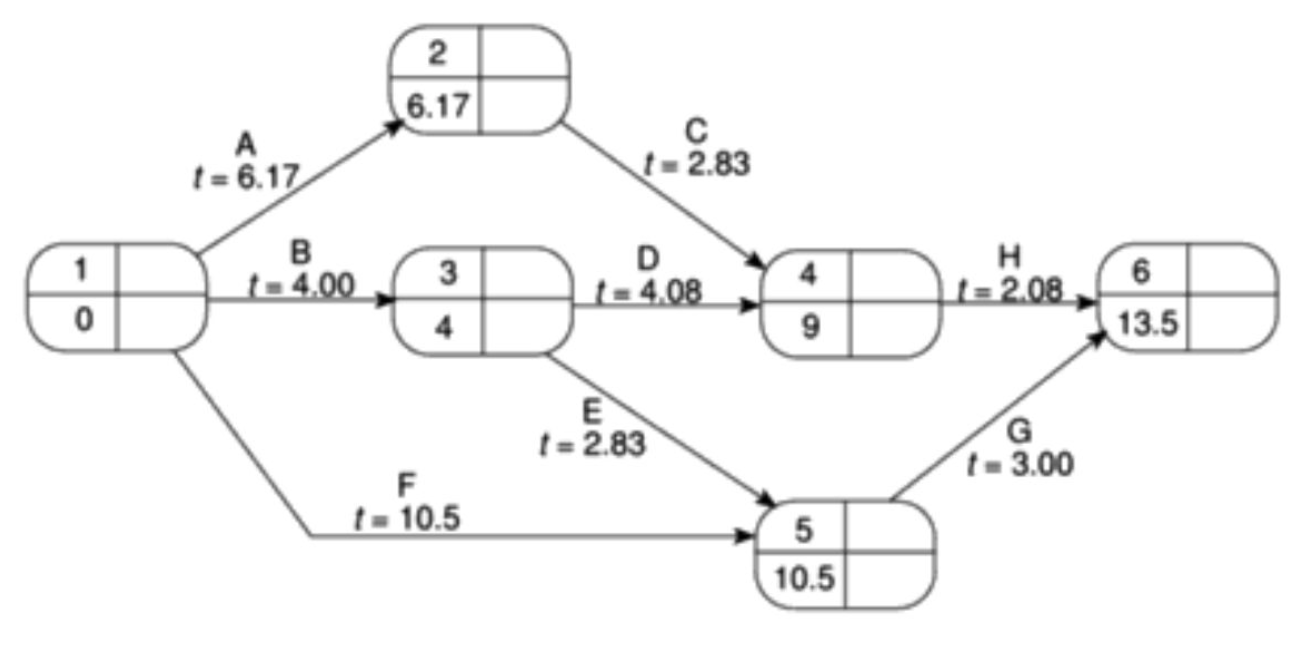 2
6.17
A
t = 6.17
C
t = 2.83
1
0
B
t = 4.00
3
4
D
t = 4.08
4
9
H
t = 2.08
6
13.5
E
t = 2.83
G
t = 3.00
F
t = 10.5
5
10.5